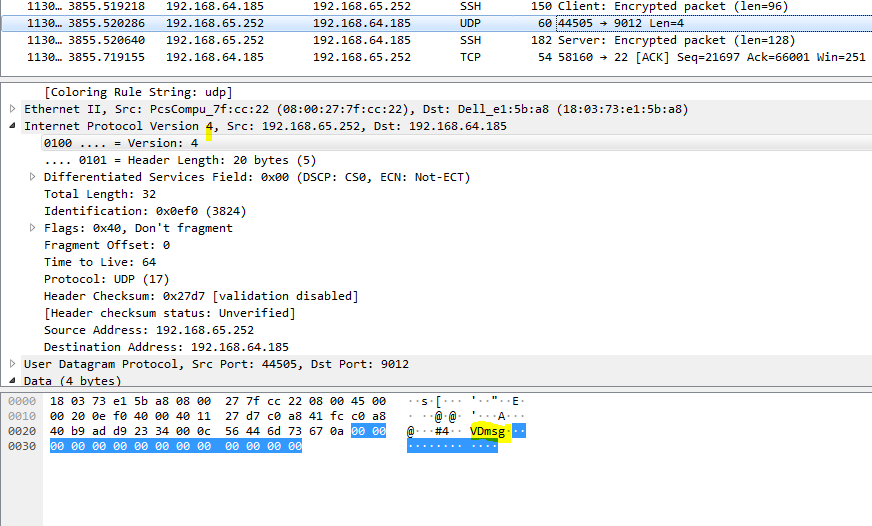 1130… 3855.519218 192.168.64.185 192.168.65.252 SSH 150 Client: Encrypted packet (len=96)
1130… 3855.520286 192.168.65.252 192.168.64.185 UDP 60 44505 → 9012 Len=4
1130… 3855.520640 192.168.65.252 192.168.64.185 SSH 182 Server: Encrypted packet (len=128)
1130… 3855.719155 192.168.64.185 192.168.65.252 TCP 54 58160 → 22 [ACK] Seq=21697 Ack=66001 Win=251
[Coloring Rule String: udp]
Ethernet II, Src: PcsCompu_7f:cc:22 (08:00:27:7f:cc:22), Dst: Dell_e1:5b:a8 (18:03:73:e1:5b:a8)
Internet Protocol Version 4, Src: 192.168.65.252, Dst: 192.168.64.185
0100 .... = Version: 4
.... 0101 = Header Length: 20 bytes (5)
Differentiated Services Field: 0x00 (DSCP: CS0, ECN: Not-ECT)
Total Length: 32
Identification: 0x0ef0 (3824)
Flags: 0x40, Don't fragment
Fragment Offset: 0
Time to Live: 64
Protocol: UDP (17)
Header Checksum: 0x27d7 [validation disabled]
[Header checksum status: Unverified]
Source Address: 192.168.65.252
Destination Address: 192.168.64.185
User Datagram Protocol, Src Port: 44505, Dst Port: 9012
Data (4 bytes)
0000 18 03 73 e1 5b a8 08 00 27 7f cc 22 08 00 45 00 ··s·[··· '··"··E·
0010 00 20 0e f0 40 00 40 11 27 d7 c0 a8 41 fc c0 a8 · ··@·@· '···A···
0020 40 b9 ad d9 23 34 00 0c 56 44 6d 73 67 0a 00 00 @···#4·· VDmsg···
0030 00 00 00 00 00 00 00 00 00 00 00 00 ········ ····